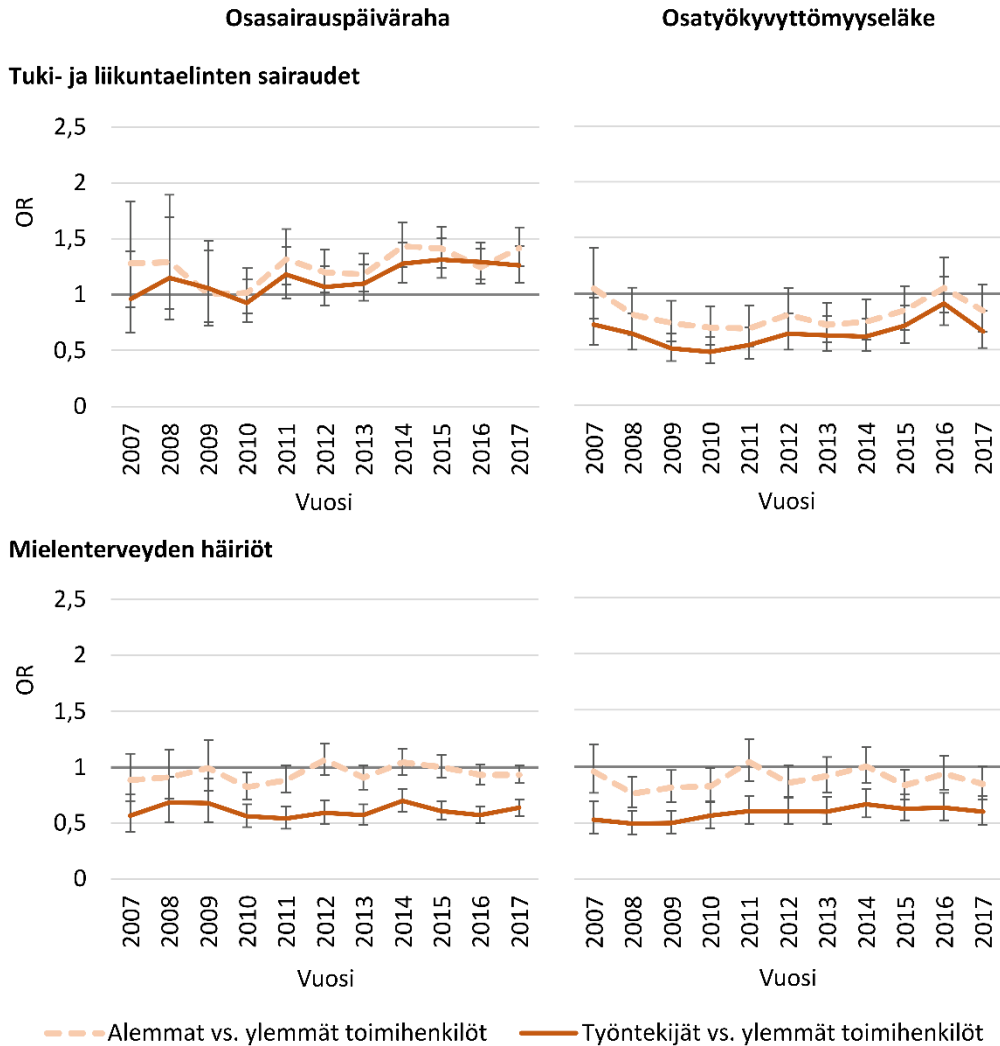 Osasairauspäiväraha Osatyökyvyttömyyseläke
Tuki- ja liikuntaelinten sairaudet
2,5
2
1,5
1
0,5
0
OR
2007 2008 2009 2010 2011 2012 2013 2014 2015 2016 2017
Vuosi
2007 2008 2009 2010 2011 2012 2013 2014 2015 2016 2017
Vuosi
Mielenterveyden häiriöt
2,5
2
1,5
1
0,5
0
OR
2007 2008 2009 2010 2011 2012 2013 2014 2015 2016 2017
Vuosi
2007 2008 2009 2010 2011 2012 2013 2014 2015 2016 2017
Vuosi
Alemmat vs. ylemmät toimihenkilöt Työntekijät vs. ylemmät toimihenkilöt